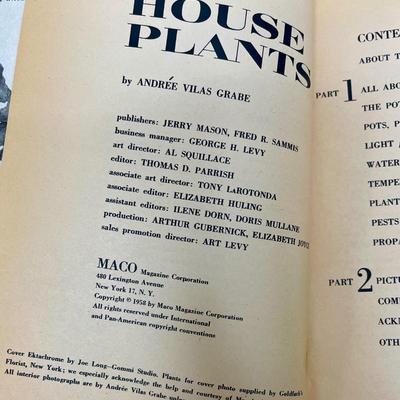 HOUSE
PLANTS
by ANDRÉE VILAS GRABE
publishers: JERRY MASON, FRED R. SAMMIS
business manager: GEORGE H. LEVY
art director: AL SQUILLACE
editor: THOMAS D. PARRISH
associate art director: TONY LaROTONDA
associate editor: ELIZABETH HULING
assistant editors: ILENE DORN, DORIS MULLANE
production: ARTHUR GUBERNICK, ELIZABETH JOYCE
sales promotion director: ART LEVY
MACO Magazine Corporation
480 Lexington Avenue
New York 17, N. Y.
Copyright © 1958 by Maco Magazine Corporation
All rights reserved under International
and Pan-American copyright conventions
Cover Ektachrome by Joe Long-Gommi Studio. Plants for cover photo supplied by Goldfarb's
Florist, New York; we especially acknowledge the help and courtesy of
All interior photographs are by Andrée Vilas Grabe
CONTE
ABOUT T
PART 1 ALL ABO
THE PO
POTS, P
LIGHT
WATER
TEMPE
PLANT
PESTS
PROPA
PART 2 PICTU
COM
ACK
OTH